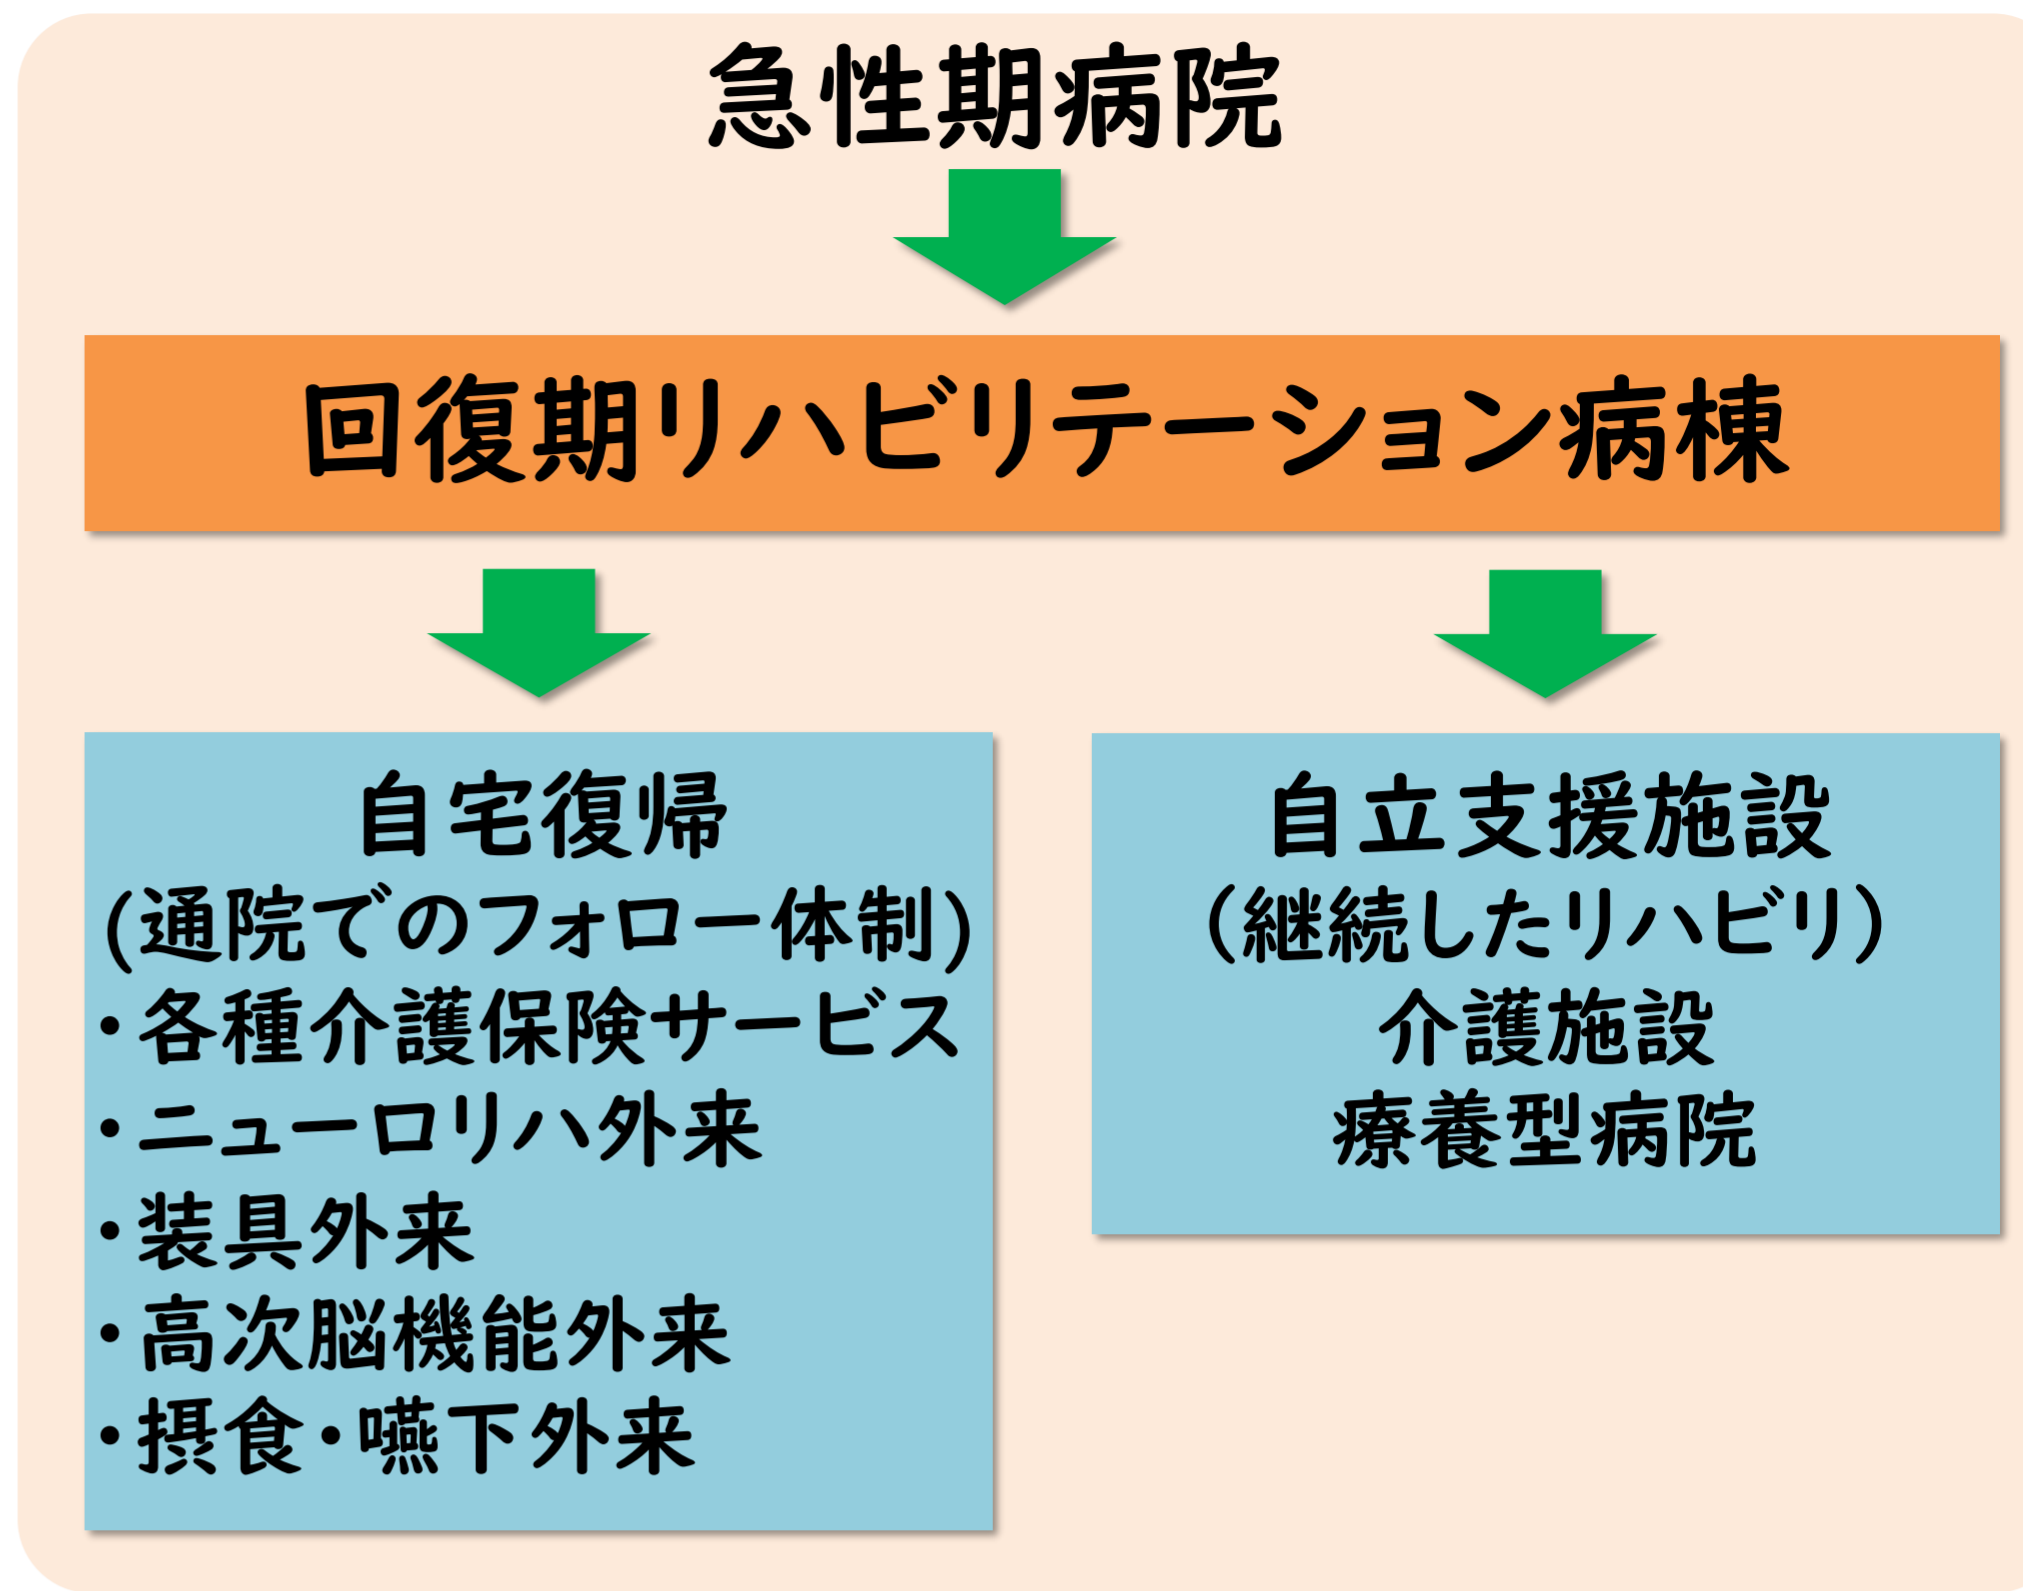 急性期病院
回復期リハビリテーション病棟
自宅復帰
(通院でのフォロー体制)
・各種介護保険サービス
・ニューロリハ外来
・装具外来
・高次脳機能外来
・摂食・嚥下外来
自立支援施設
(継続したリハビリ)
介護施設
療養型病院